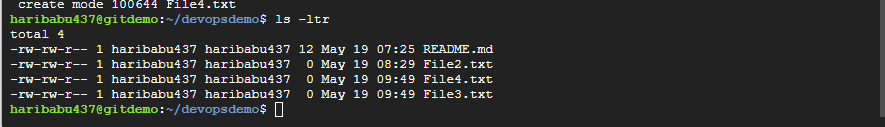 create mode 100644 File4.txt
haribabu437@gitdemo:~/devopsdemo$ ls -ltr
total 4
-rw-rw-r-- 1 haribabu437 haribabu437 12 May 19 07:25 README.md
-rw-rw-r-- 1 haribabu437 haribabu437  0 May 19 08:29 File2.txt
-rw-rw-r-- 1 haribabu437 haribabu437  0 May 19 09:49 File4.txt
-rw-rw-r-- 1 haribabu437 haribabu437  0 May 19 09:49 File3.txt
haribabu437@gitdemo:~/devopsdemo$